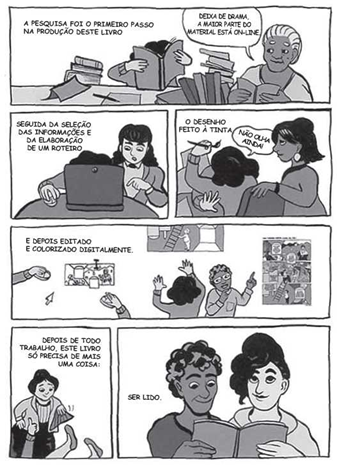 A PESQUISA FOI O PRIMEIRO PASSO
NA PRODUÇÃO DESTE LIVRO
DEIXA DE DRAMA,
A MAIOR PARTE DO
MATERIAL ESTÁ ON-LINE.
SEGUIDA DA SELEÇÃO
DAS INFORMAÇÕES E
DA ELABORAÇÃO
DE UM ROTEIRO
O DESENHO
FEITO À TINTA
NÃO OLHA
AINDA!
E DEPOIS EDITADO
E COLORIZADO DIGITALMENTE.
DEPOIS DE TODO
TRABALHO, ESTE LIVRO
SÓ PRECISA DE MAIS
UMA COISA:
SER LIDO.